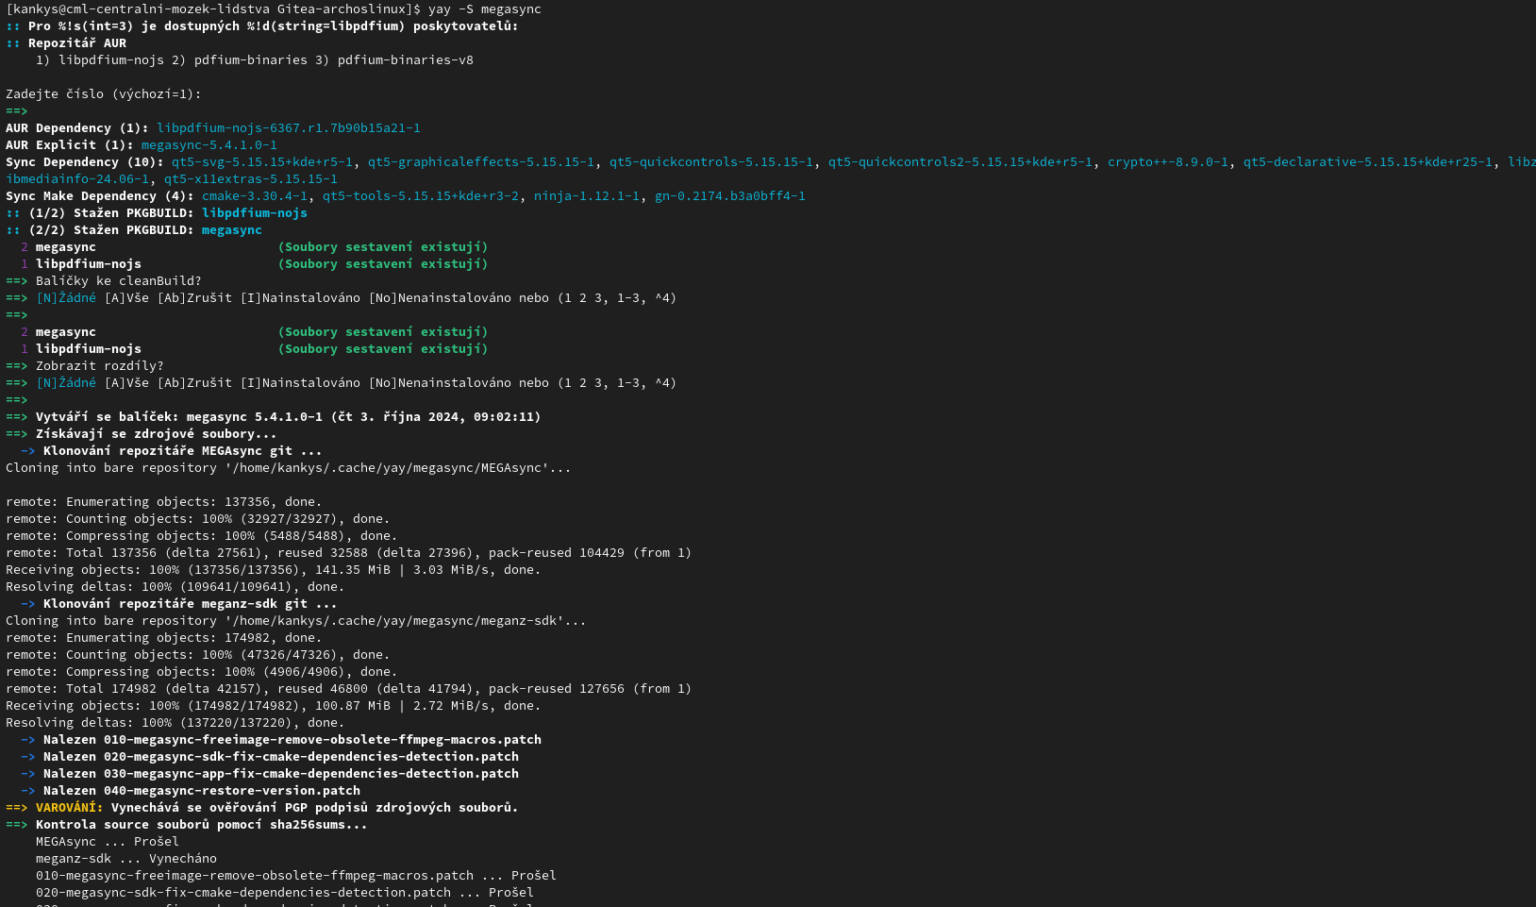 [kankys@cml-centralni-mozek-lidstva Gitea-archoslinux]$ yay -S megasync
:: Pro %!s(int=3) je dostupných %!d(string=libpdfium) poskytovatelů:
:: Repozitář AUR
1) libpdfium-nojs 2) pdfium-binaries 3) pdfium-binaries-v8
Zadejte číslo (výchozí=1):
==>
AUR Dependency (1): libpdfium-nojs-6367.r1.7b90b15a21-1
AUR Explicit (1): megasync-5.4.1.0-1
Sync Dependency (10): qt5-svg-5.15.15+kde+r5-1, qt5-graphicaleffects-5.15.15-1, qt5-quickcontrols-5.15.15-1, qt5-quickcontrols2-5.15.15+kde+r5-1, crypto++-8.9.0-1, qt5-declarative-5.15.15+kde+r25-1, libz
ibmediainfo-24.06-1, qt5-x11extras-5.15.15-1
Sync Make Dependency (4): cmake-3.30.4-1, qt5-tools-5.15.15+kde+r3-2, ninja-1.12.1-1, gn-0.2174.b3a0bff4-1
:: (1/2) Stažen PKGBUILD: libpdfium-nojs
:: (2/2) Stažen PKGBUILD: megasync
2 megasync (Soubory sestavení existují)
1 libpdfium-nojs (Soubory sestavení existují)
==> Balíčky ke cleanBuild?
==> [N]Žádné [A]Vše [Ab]Zrušit [I]Nainstalováno [No]Nenainstalováno nebo (1 2 3, 1-3, ^4)
==>
2 megasync (Soubory sestavení existují)
1 libpdfium-nojs (Soubory sestavení existují)
==> Zobrazit rozdíly?
==> [N]Žádné [A]Vše [Ab]Zrušit [I]Nainstalováno [No]Nenainstalováno nebo (1 2 3, 1-3, ^4)
==>
==> Vytváří se balíček: megasync 5.4.1.0-1 (čt 3. října 2024, 09:02:11)
==> Získávají se zdrojové soubory...
-> Klonování repozitáře MEGAsync git ...
Cloning into bare repository '/home/kankys/.cache/yay/megasync/MEGAsync'...
remote: Enumerating objects: 137356, done.
remote: Counting objects: 100% (32927/32927), done.
remote: Compressing objects: 100% (5488/5488), done.
remote: Total 137356 (delta 27561), reused 32588 (delta 27396), pack-reused 104429 (from 1)
Receiving objects: 100% (137356/137356), 141.35 MiB | 3.03 MiB/s, done.
Resolving deltas: 100% (109641/109641), done.
-> Klonování repozitáře meganz-sdk git ...
Cloning into bare repository '/home/kankys/.cache/yay/megasync/meganz-sdk'...
remote: Enumerating objects: 174982, done.
remote: Counting objects: 100% (47326/47326), done.
remote: Compressing objects: 100% (4906/4906), done.
remote: Total 174982 (delta 42157), reused 46800 (delta 41794), pack-reused 127656 (from 1)
Receiving objects: 100% (174982/174982), 100.87 MiB | 2.72 MiB/s, done.
Resolving deltas: 100% (137220/137220), done.
-> Nalezen 010-megasync-freeimage-remove-obsolete-ffmpeg-macros.patch
-> Nalezen 020-megasync-sdk-fix-cmake-dependencies-detection.patch
-> Nalezen 030-megasync-app-fix-cmake-dependencies-detection.patch
-> Nalezen 040-megasync-restore-version.patch
==> VAROVÁNÍ: Vynechává se ověřování PGP podpisů zdrojových souborů.
==> Kontrola source souborů pomocí sha256sums...
MEGAsync ... Prošel
meganz-sdk ... Vynecháno
010-megasync-freeimage-remove-obsolete-ffmpeg-macros.patch ... Prošel
020-megasync-sdk-fix-cmake-dependencies-detection.patch ... Prošel